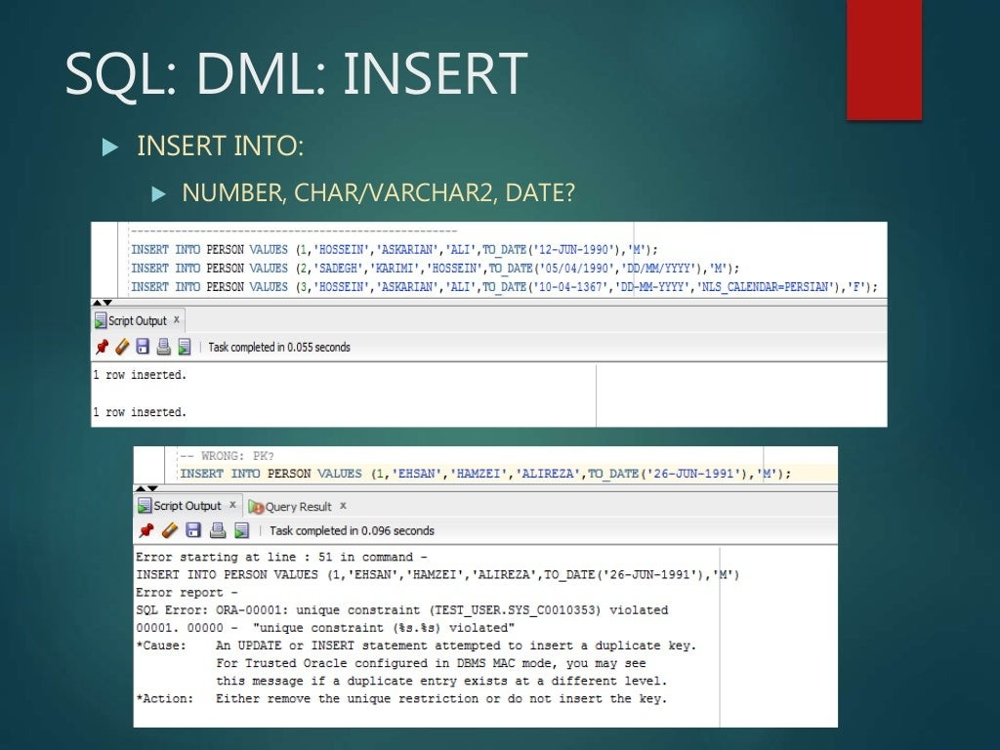 SQL: DML: INSERT
INSERT INTO:
NUMBER, CHAR/VARCHAR2, DATE?
--------------------------------------------------
INSERT INTO PERSON VALUES (1,'HOSSEIN','ASKARIAN','ALI',TO_DATE('12-JUN-1990'),'M');
INSERT INTO PERSON VALUES (2,'SADEGH','KARIMI','HOSSEIN',TO_DATE('05/04/1990','DD/MM/YYYY'),'M');
INSERT INTO PERSON VALUES (3,'HOSSEIN','ASKARIAN','ALI',TO_DATE('10-04-1367','DD-MM-YYYY','NLS_CALENDAR=PERSIAN'),'F');
Script Output x
Task completed in 0.055 seconds
1 row inserted.
1 row inserted.
-- WRONG: PK?
INSERT INTO PERSON VALUES (1,'EHSAN','HAMZEI','ALIREZA',TO_DATE('26-JUN-1991'),'M');
Script Output x Query Result x
Task completed in 0.096 seconds
Error starting at line : 51 in command -
INSERT INTO PERSON VALUES (1,'EHSAN','HAMZEI','ALIREZA',TO_DATE('26-JUN-1991'),'M')
Error report -
SQL Error: ORA-00001: unique constraint (TEST_USER.SYS_C0010353) violated
00001. 00000 - "unique constraint (%s.%s) violated"
*Cause: An UPDATE or INSERT statement attempted to insert a duplicate key.
For Trusted Oracle configured in DBMS MAC mode, you may see
this message if a duplicate entry exists at a different level.
*Action: Either remove the unique restriction or do not insert the key.